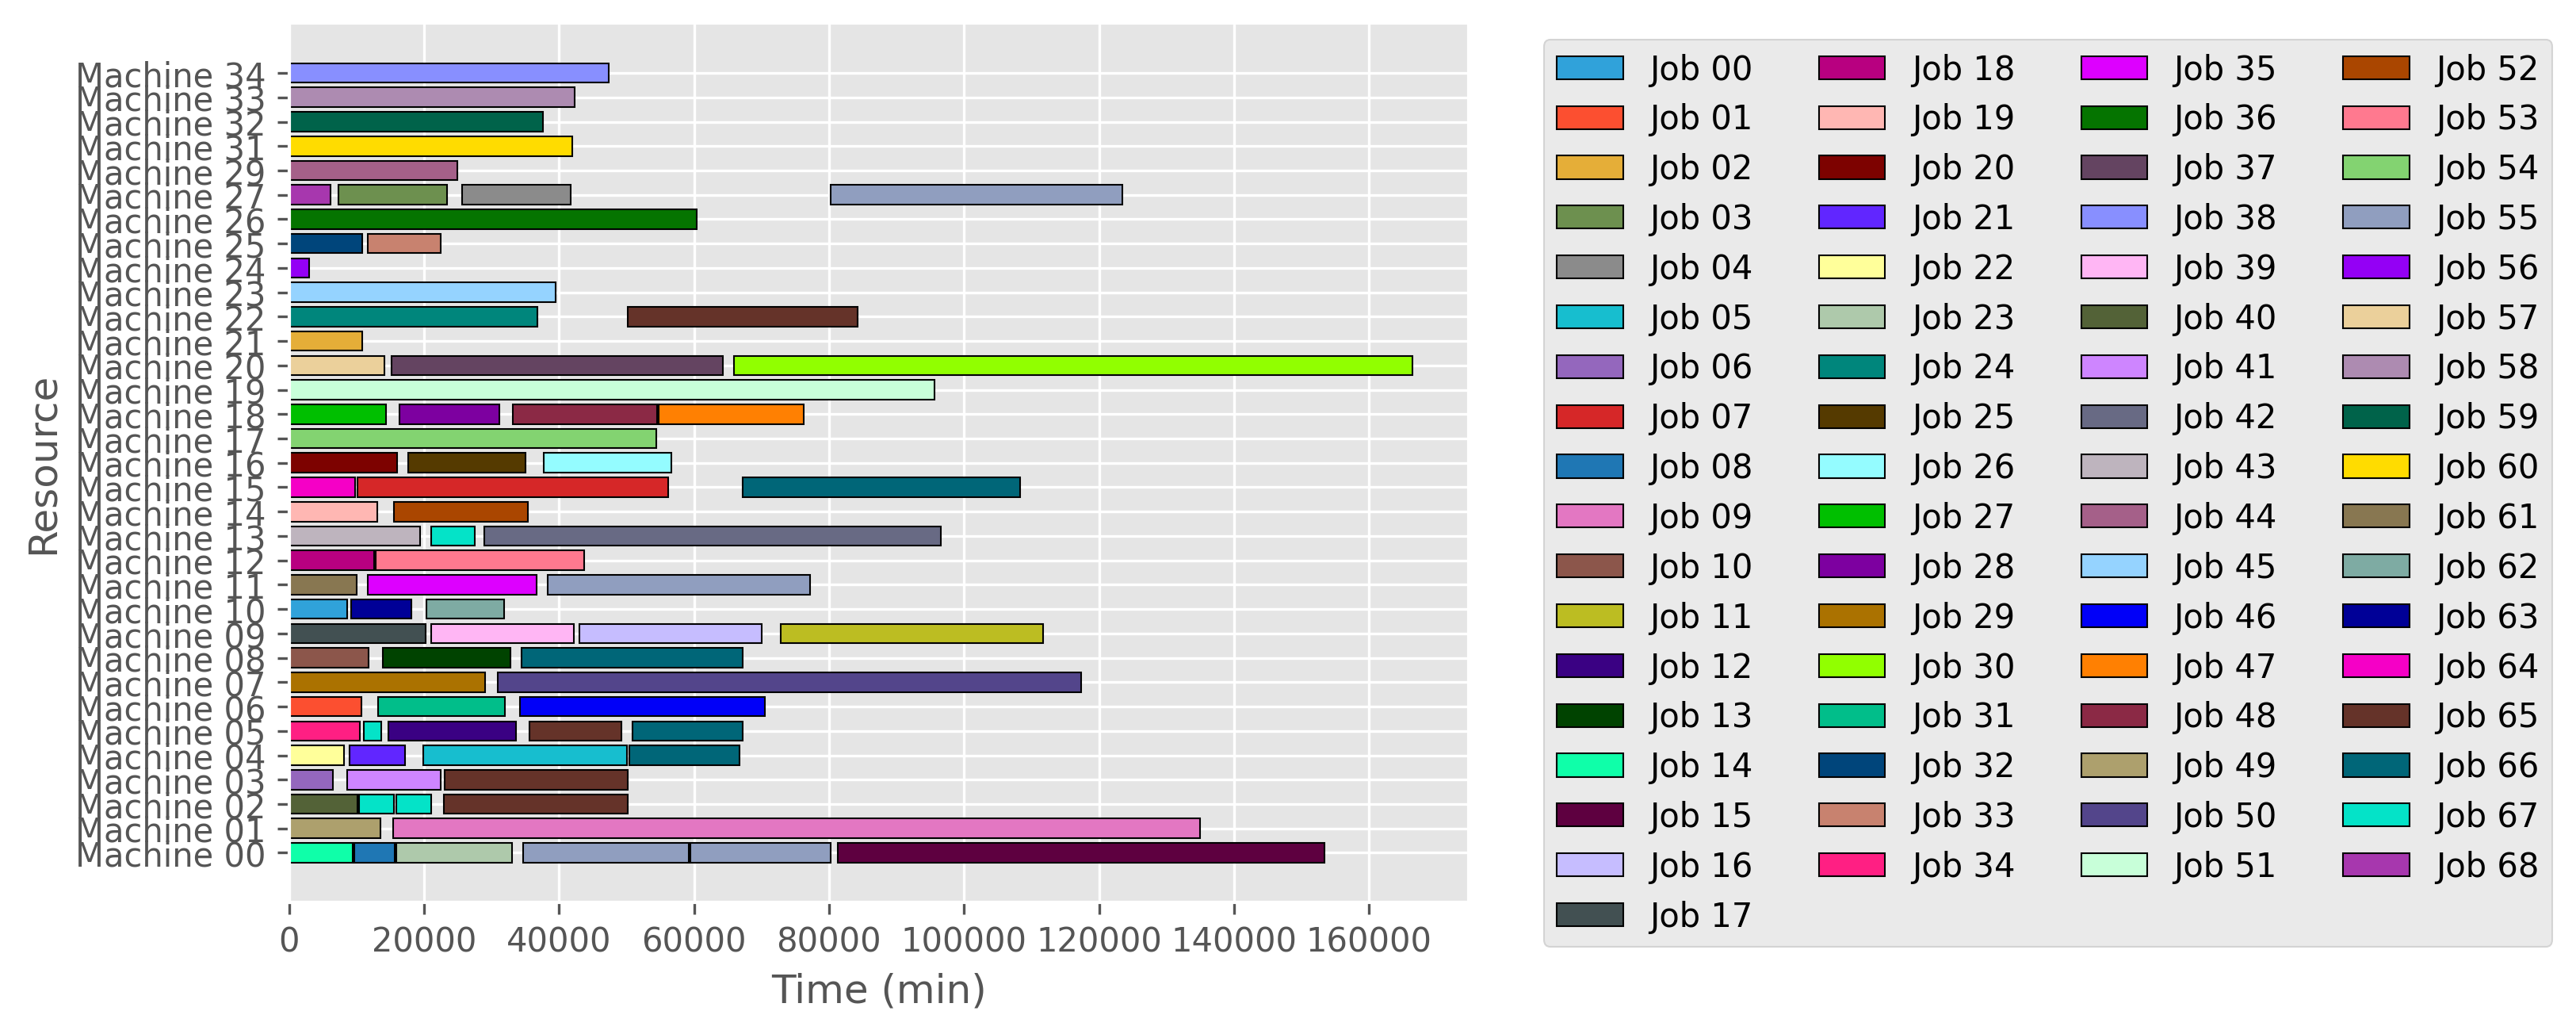 Resource
Machine 34
Machine 33
Machine 32
Machine 31
Machine 29
Machine 27
Machine 26
Machine 25
Machine 24
Machine 23
Machine 22
Machine 21
Machine 20
Machine 19
Machine 18
Machine 17
Machine 16
Machine 15
Machine 14
Machine 13
Machine 12
Machine 11
Machine 10
Machine 09
Machine 08
Machine 07
Machine 06
Machine 05
Machine 04
Machine 03
Machine 02
Machine 01
Machine 00
0 20000 40000 60000 80000 100000 120000 140000 160000
Time (min)
Job 00 Job 18 Job 35 Job 52
Job 01 Job 19 Job 36 Job 53
Job 02 Job 20 Job 37 Job 54
Job 03 Job 21 Job 38 Job 55
Job 04 Job 22 Job 39 Job 56
Job 05 Job 23 Job 40 Job 57
Job 06 Job 24 Job 41 Job 58
Job 07 Job 25 Job 42 Job 59
Job 08 Job 26 Job 43 Job 60
Job 09 Job 27 Job 44 Job 61
Job 10 Job 28 Job 45 Job 62
Job 11 Job 29 Job 46 Job 63
Job 12 Job 30 Job 47 Job 64
Job 13 Job 31 Job 48 Job 65
Job 14 Job 32 Job 49 Job 66
Job 15 Job 33 Job 50 Job 67
Job 16 Job 34 Job 51 Job 68
Job 17